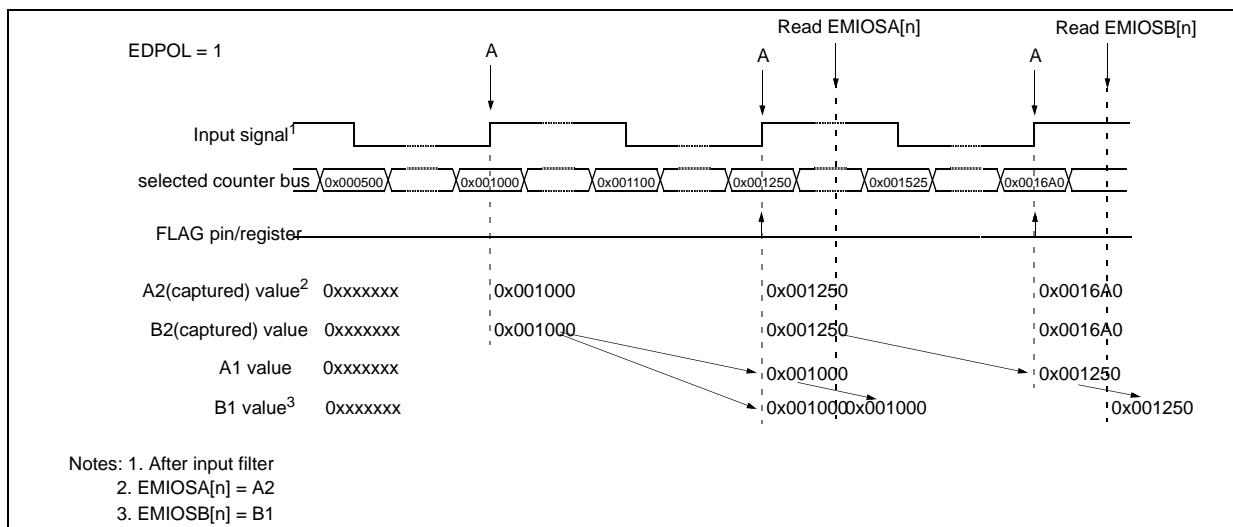 Read EMIOSA[n] Read EMIOSB[n]
EDPOL = 1 A A A
Input signal1
selected counter bus 0x000500 0x001000 0x001100 0x001250 0x001525 0x0016A0
FLAG pin/register
A2(captured) value2 0xxxxxxx 0x001000 0x001250 0x0016A0
B2(captured) value 0xxxxxxx 0x001000 0x001250 0x0016A0
A1 value 0xxxxxxx 0x001000 0x001250
B1 value3 0xxxxxxx 0x001000 0x001000 0x001250
Notes: 1. After input filter
2. EMIOSA[n] = A2
3. EMIOSB[n] = B1